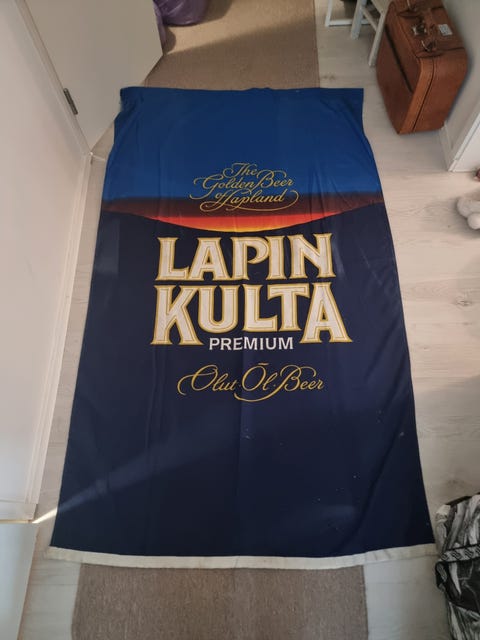 The
Golden Beer
of Lapland
LAPIN
KULTA
PREMIUM
Olut Öl · Beer